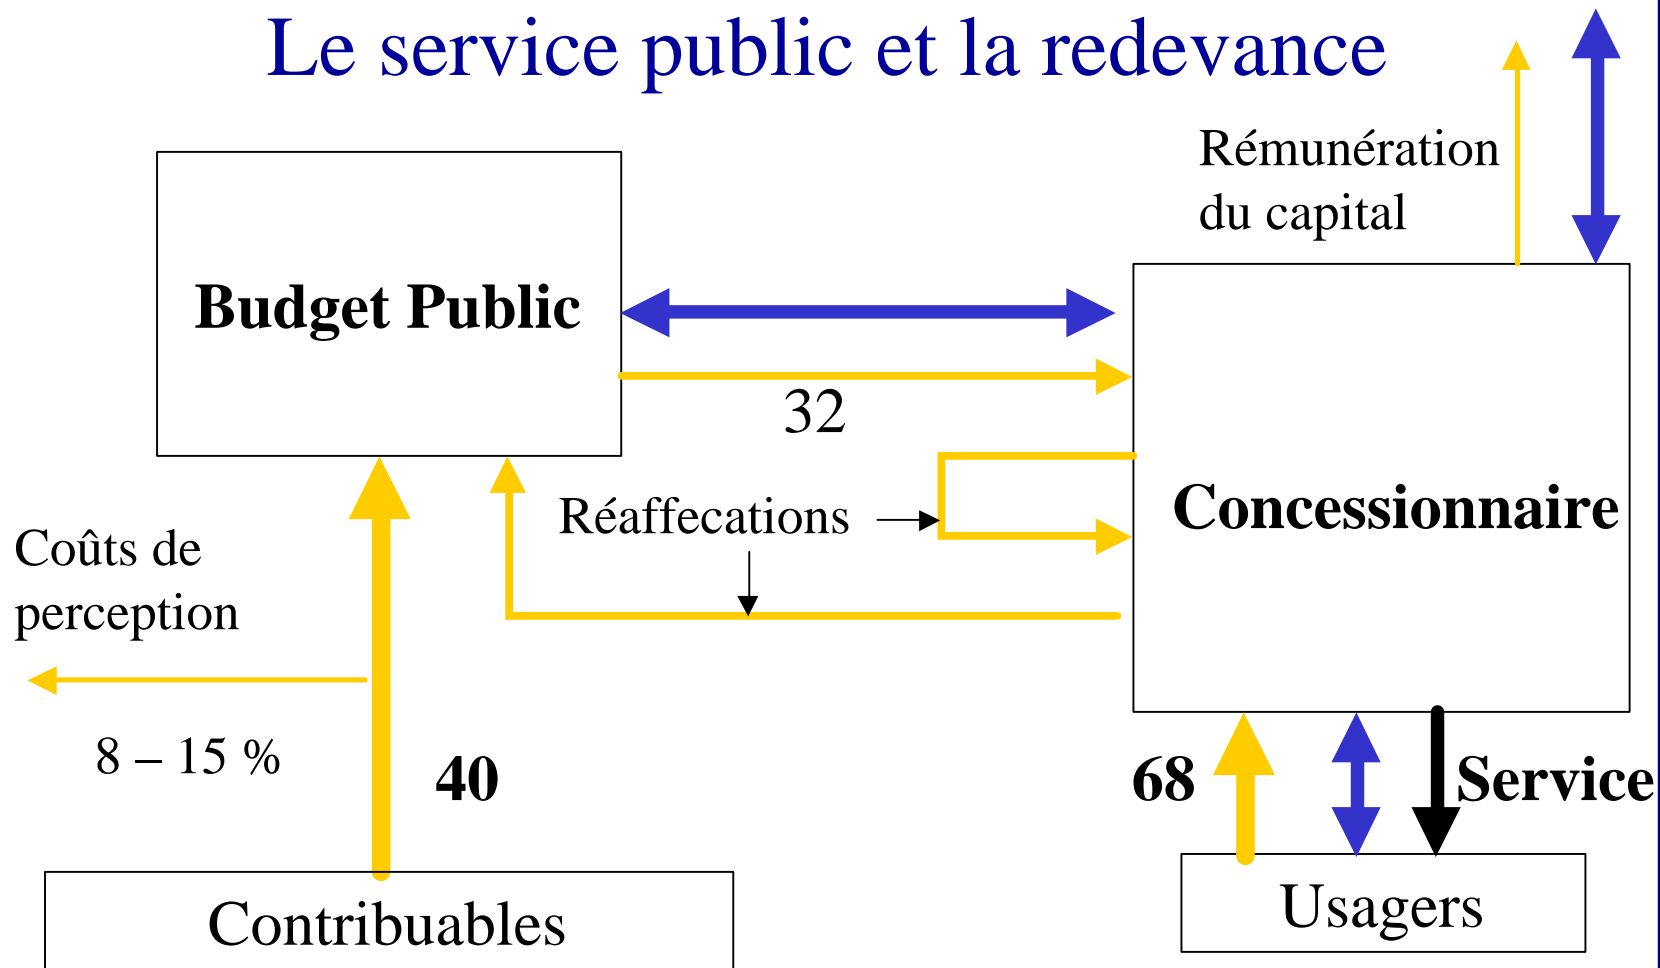 Le service public et la redevance
Rémunération
du capital
Budget Public
32
Réaffecations
Concessionnaire
Coûts de
perception
8 – 15 %
40
68
Service
Contribuables
Usagers